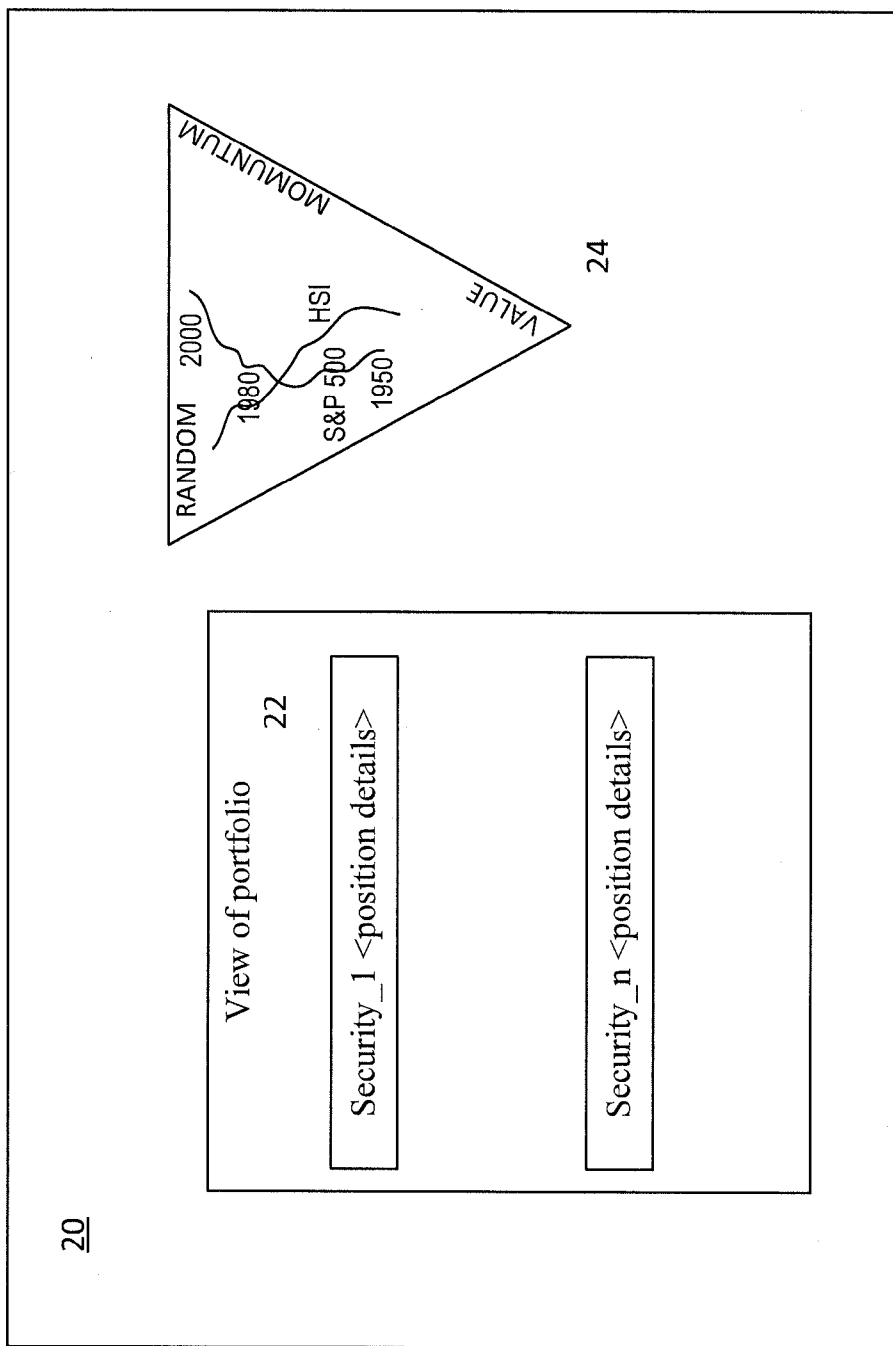 20
View of portfolio
22
Security_1 <position details>
Security_n <position details>
RANDOM
2000
1980
HSI
S&P 500
1950
MOMUNTUM
VALUE
24